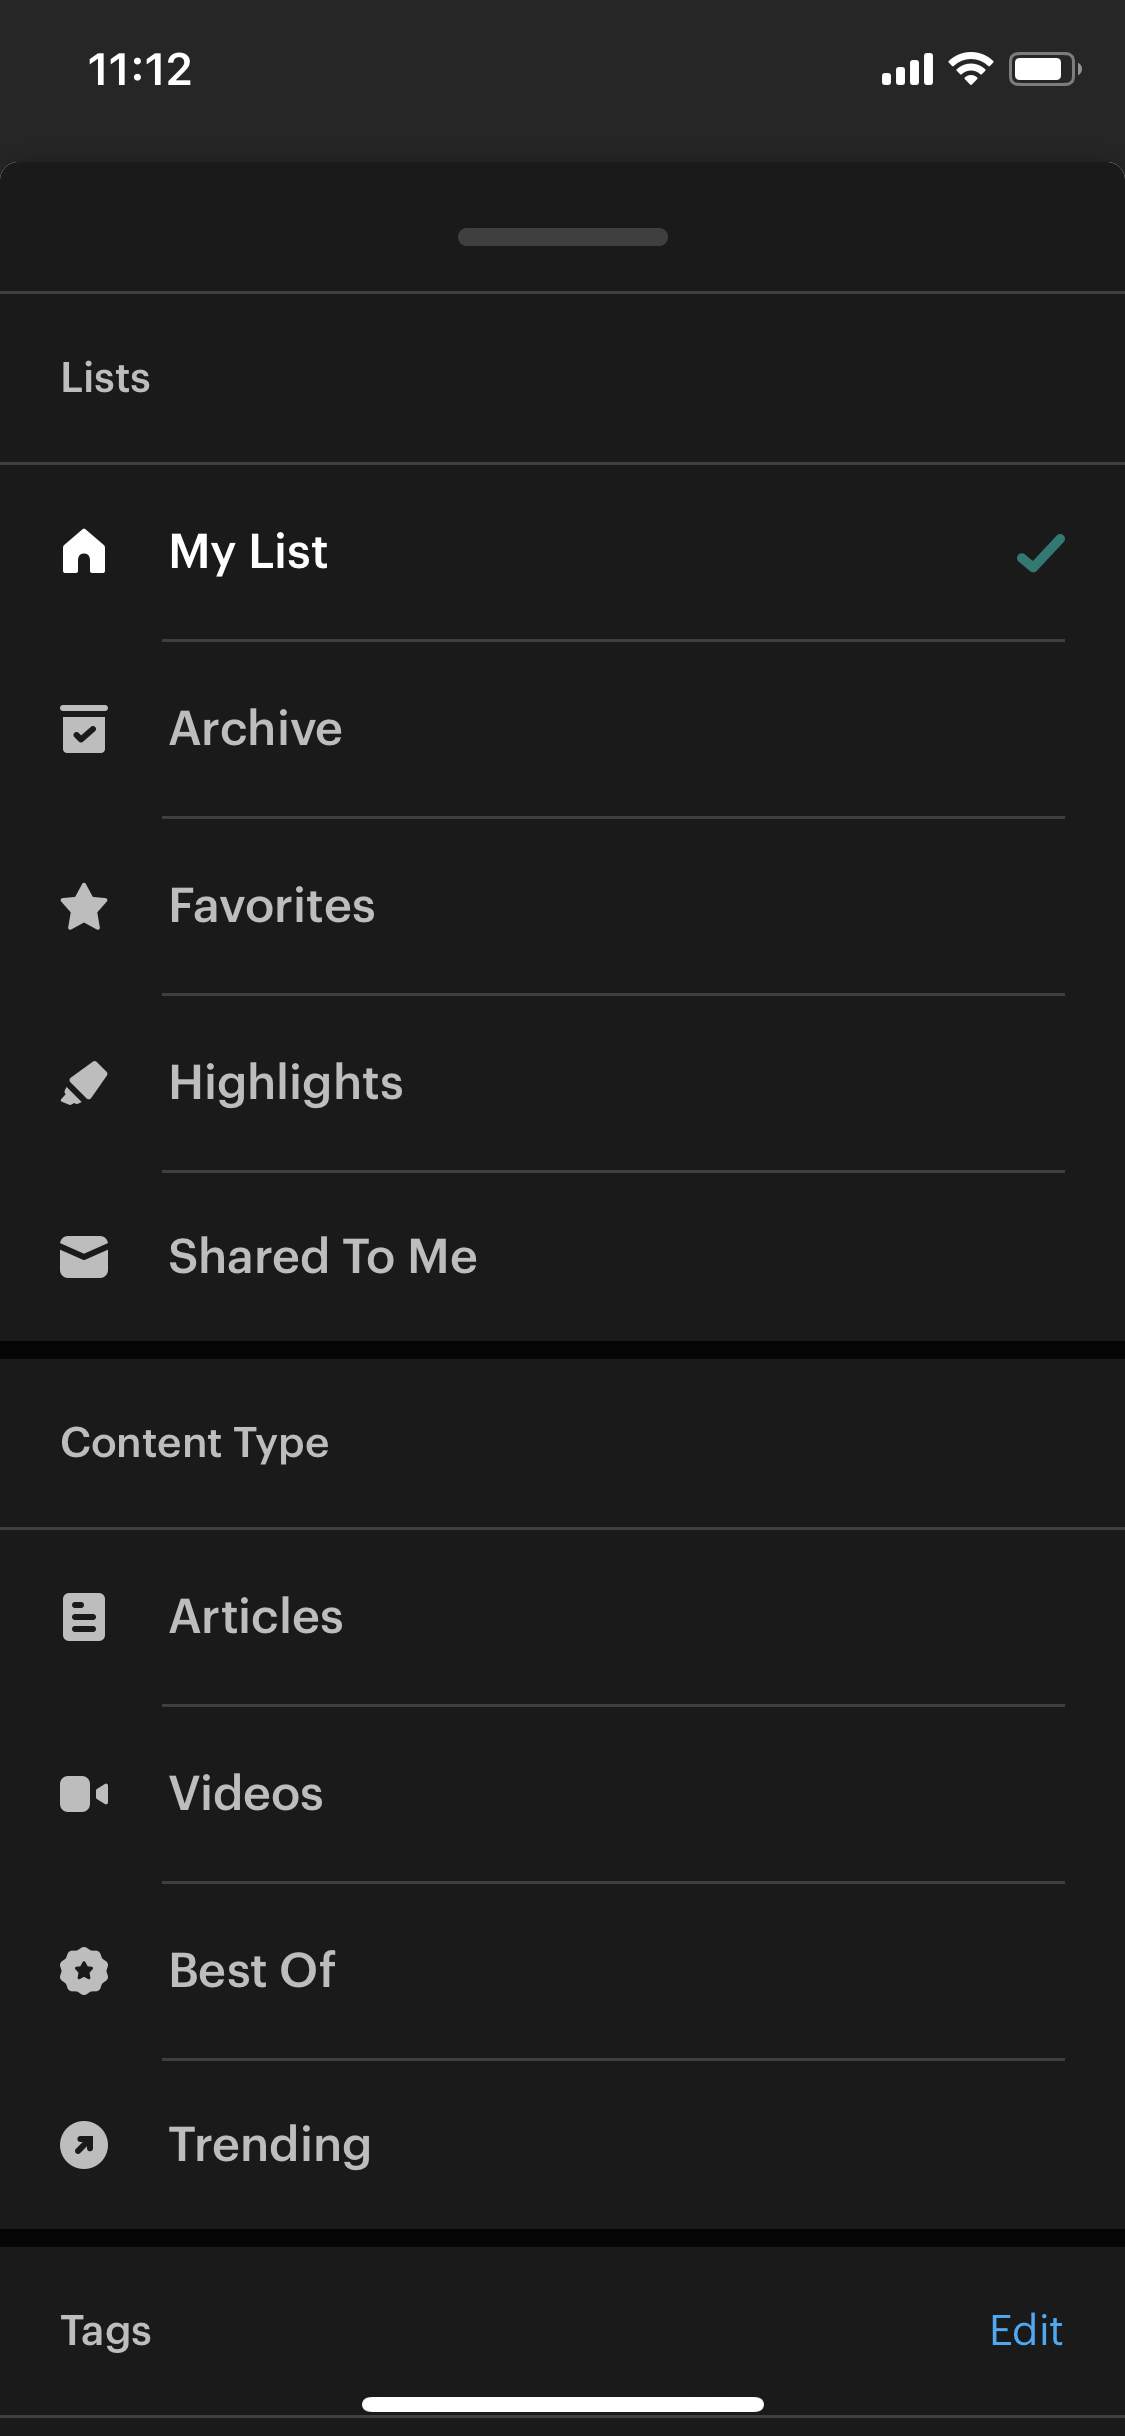 11:12
Lists
My List
Archive
Favorites
Highlights
Shared To Me
Content Type
Articles
Videos
Best Of
Trending
Tags
Edit